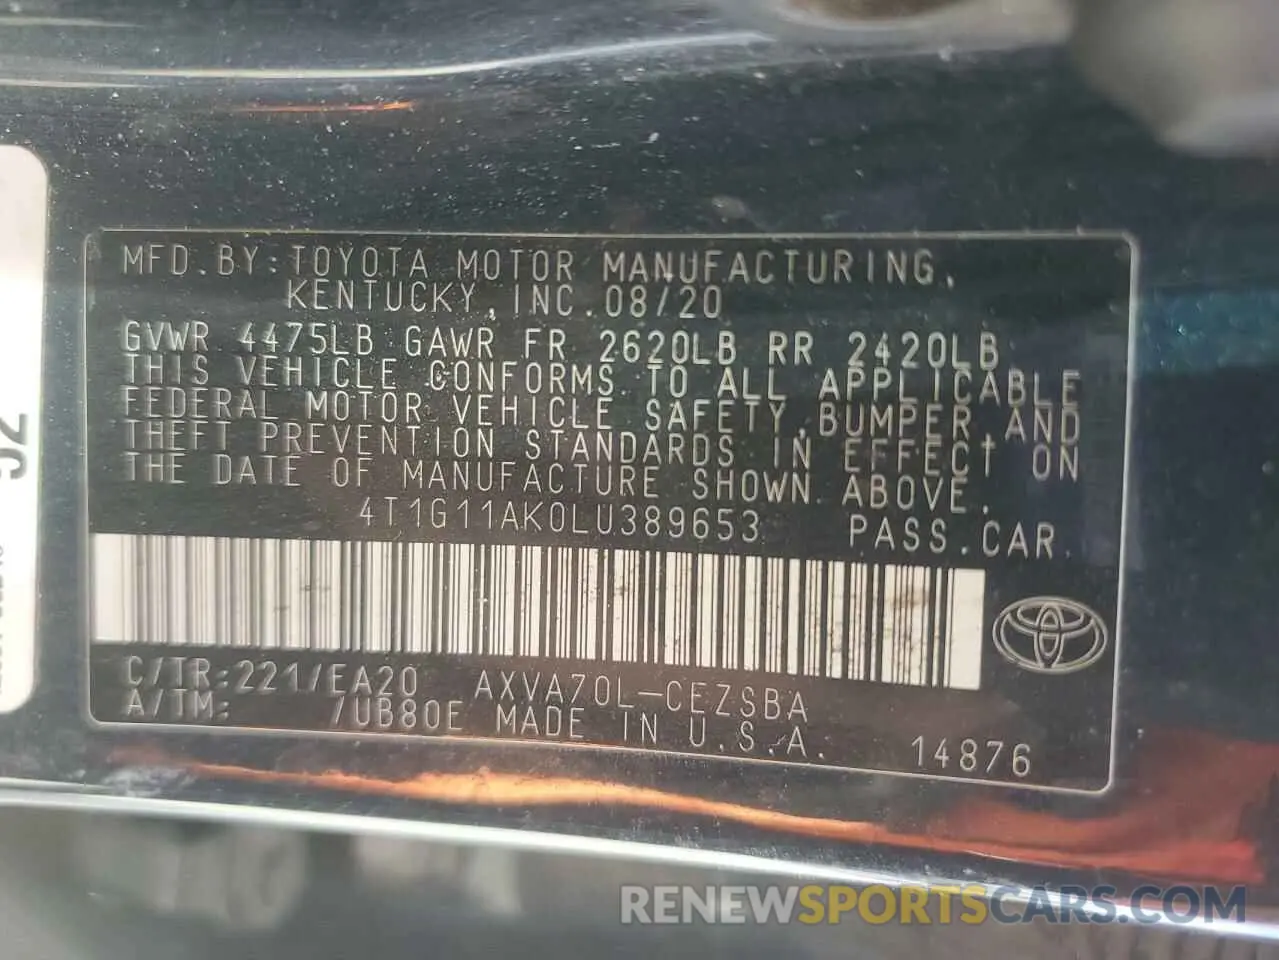 MFD.BY:TOYOTA MOTOR MANUFACTURING,
KENTUCKY,INC.08/20
GVWR 4475LB GAWR FR 2620LB RR 2420LB
THIS VEHICLE CONFORMS TO ALL APPLICABLE
FEDERAL MOTOR VEHICLE SAFETY,BUMPER,AND
THEFT PREVENTION STANDARDS IN EFFECT ON
THE DATE OF MANUFACTURE SHOWN ABOVE.
4T1G11AK0LU389653 PASS.CAR
C/TR:221/EA20 AXVA70L-CEZSBA
A/TM: /UB80E MADE IN U.S.A.
14876
52
RENEWSPORTSCARS.COM